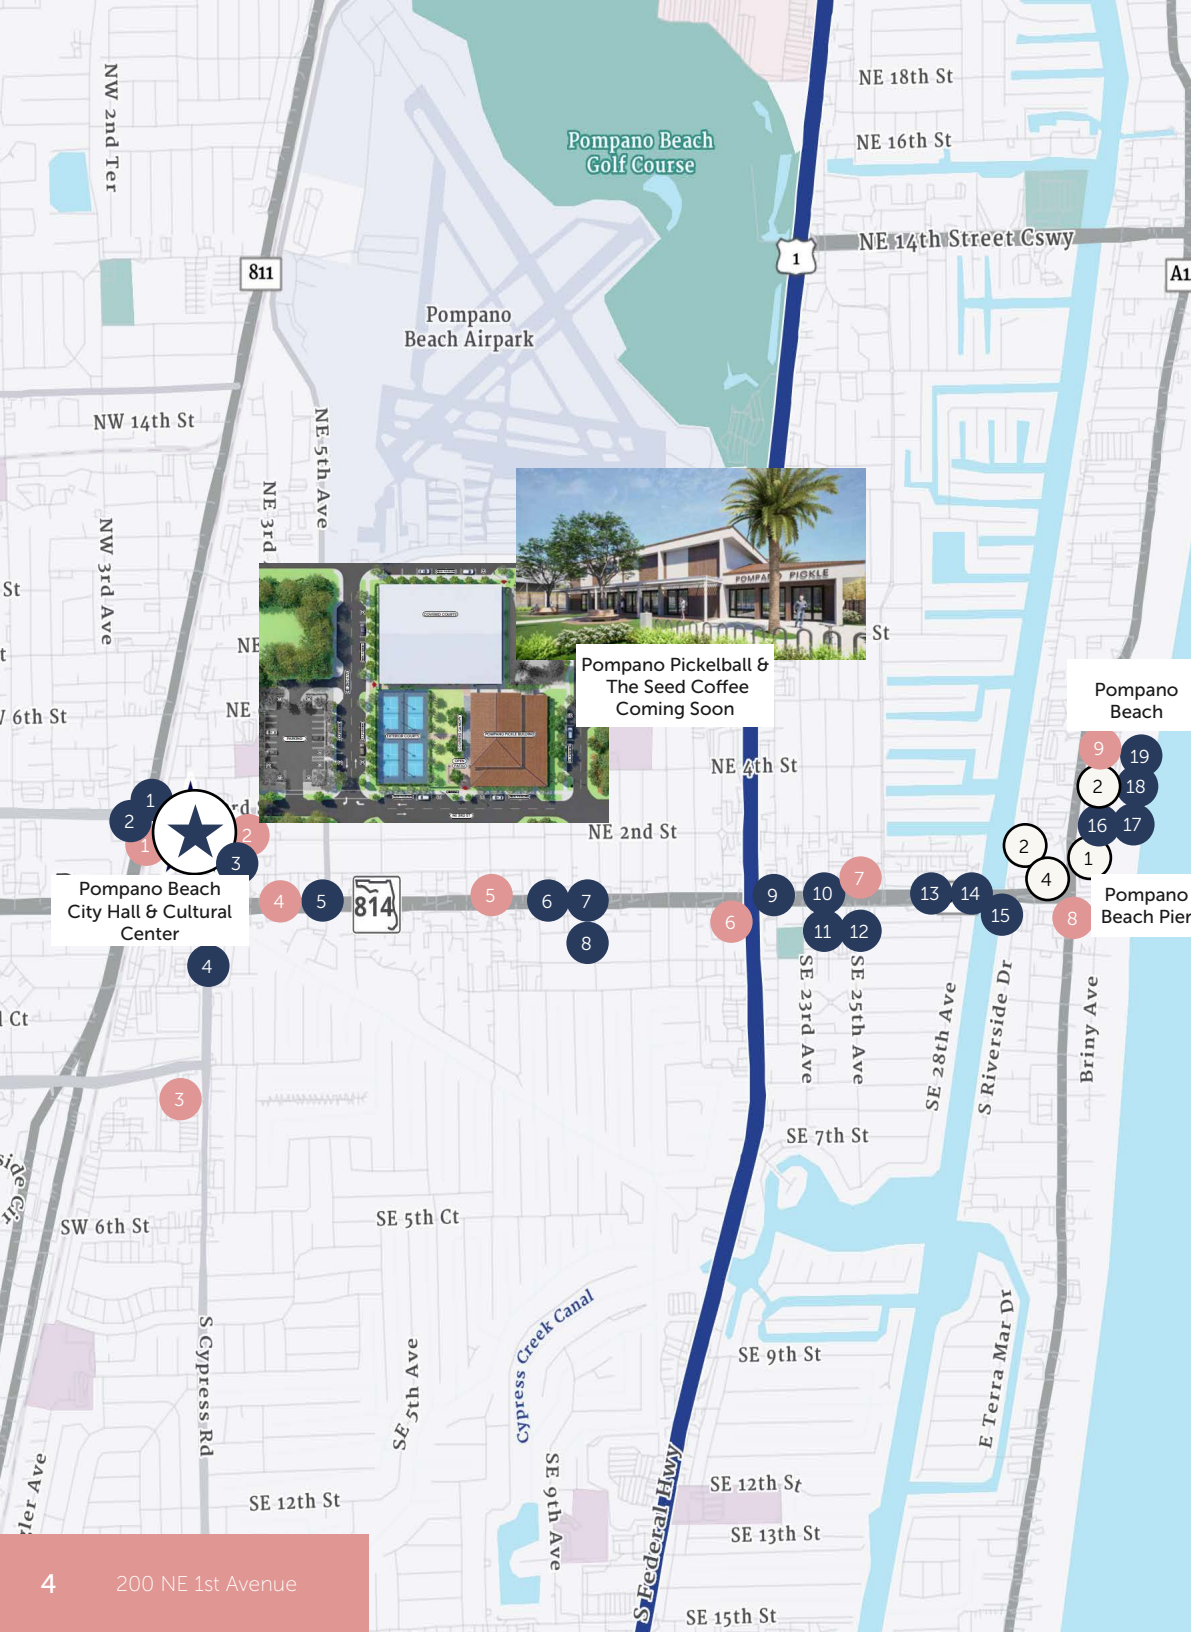 NE 18th St
NW 2nd Ter
NE 16th St
Pompano Beach
Golf Course
NE 14th Street Cswy
1
811
A1
Pompano
Beach Airpark
NW 14th St
NE 5th Ave
NE 3rd
NW 3rd Ave
St
POMPANO PICKLE
St
NE
t
Pompano Pickelball &
The Seed Coffee
Coming Soon
Pompano
Beach
6th St
NE
9
19
NE 4th St
2
18
1
2
rd
16
17
NE 2nd St
1
2
3
2
1
4
Pompano Beach
City Hall & Cultural
Center
4
5
814
5
6
7
8
6
9
10
7
11
12
13
14
15
8
Pompano
Beach Pier
4
SE 23rd Ave
SE 25th Ave
SE 28th Ave
S Riverside Dr
Briny Ave
Ct
3
SE 7th St
side Cir
SW 6th St
SE 5th Ct
Cypress Creek Canal
S Cypress Rd
SE 5th Ave
SE 9th St
E Terra Mar Dr
ler Ave
SE 12th St
SE 9th Ave
S Federal Hwy
SE 12th St
SE 13th St
SE 15th St
4
200 NE 1st Avenue